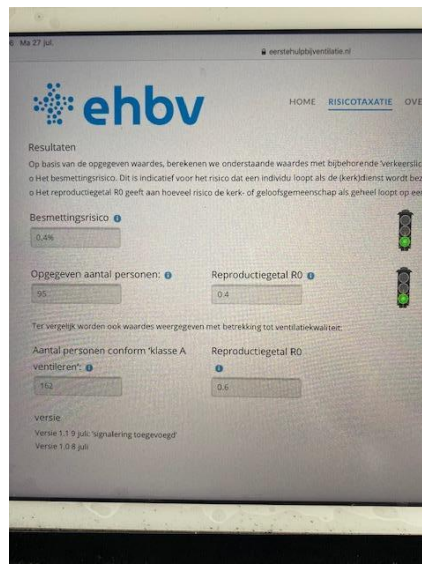 Ma 27 jul.
eerstehulpbijventilatie.nl
ehbv
HOME RISICOTAXATIE OVE
Resultaten
Op basis van de opgegeven waardes, berekenen we onderstaande waardes met bijbehorende 'verkeerslic
o Het besmettingsrisico. Dit is indicatief voor het risico dat een individu loopt als de (kerk)dienst wordt bez
o Het reproductiegetal R0 geeft aan hoeveel risico de kerk- of geloofsgemeenschap als geheel loopt op een
Besmettingsrisico
0.4%
Opgegeven aantal personen: Reproductiegetal R0
95 0.4
Ter vergelijk worden ook waardes weergegeven met betrekking tot ventilatiekwaliteit:
Aantal personen conform 'klasse A Reproductiegetal R0
ventileren':
162 0.6
versie
Versie 1.1 9 juli: 'signalering toegevoegd'
Versie 1.0 8 juli